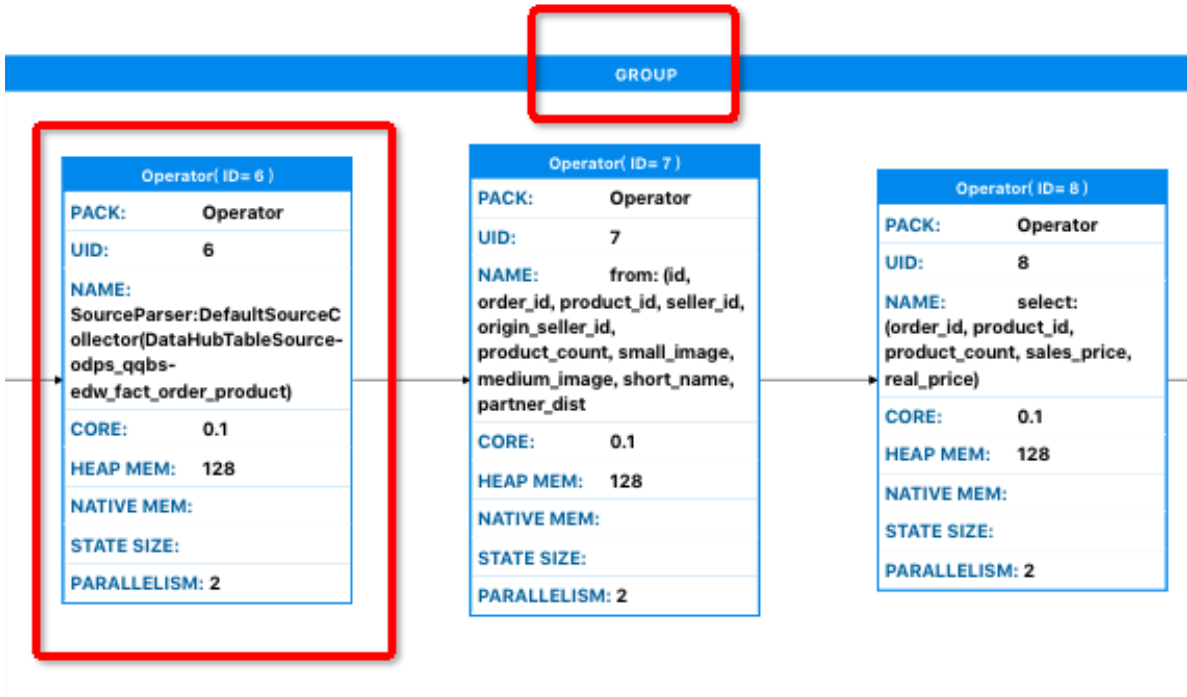 GROUP
Operator( ID= 6 )
PACK: Operator
UID: 6
NAME:
SourceParser:DefaultSourceC
ollector(DataHubTableSource-
odps_qqbs-
edw_fact_order_product)
CORE: 0.1
HEAP MEM: 128
NATIVE MEM:
STATE SIZE:
PARALLELISM: 2
Operator( ID= 7 )
PACK: Operator
UID: 7
NAME: from: (id,
order_id, product_id, seller_id,
origin_seller_id,
product_count, small_image,
medium_image, short_name,
partner_dist
CORE: 0.1
HEAP MEM: 128
NATIVE MEM:
STATE SIZE:
PARALLELISM: 2
Operator( ID= 8 )
PACK: Operator
UID: 8
NAME: select:
(order_id, product_id,
product_count, sales_price,
real_price)
CORE: 0.1
HEAP MEM: 128
NATIVE MEM:
STATE SIZE:
PARALLELISM: 2